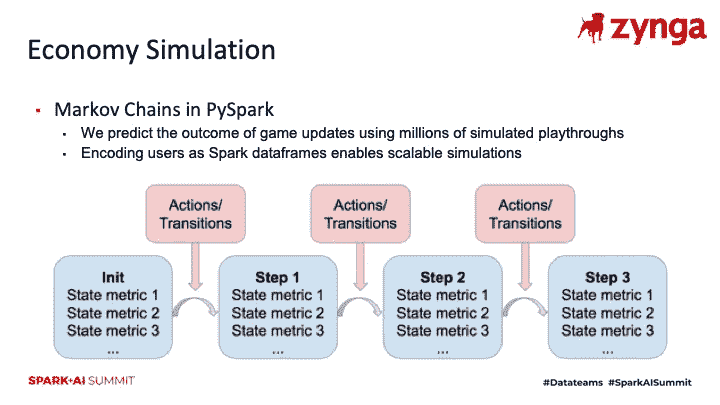 zynga
Economy Simulation
Markov Chains in PySpark
We predict the outcome of game updates using millions of simulated playthroughs
Encoding users as Spark dataframes enables scalable simulations
Actions/
Transitions
Actions/
Transitions
Actions/
Transitions
Init
State metric 1
State metric 2
State metric 3
...
Step 1
State metric 1
State metric 2
State metric 3
...
Step 2
State metric 1
State metric 2
State metric 3
...
Step 3
State metric 1
State metric 2
State metric 3
...
SPARK+AI SUMMIT
#Datateams #SparkAISummit